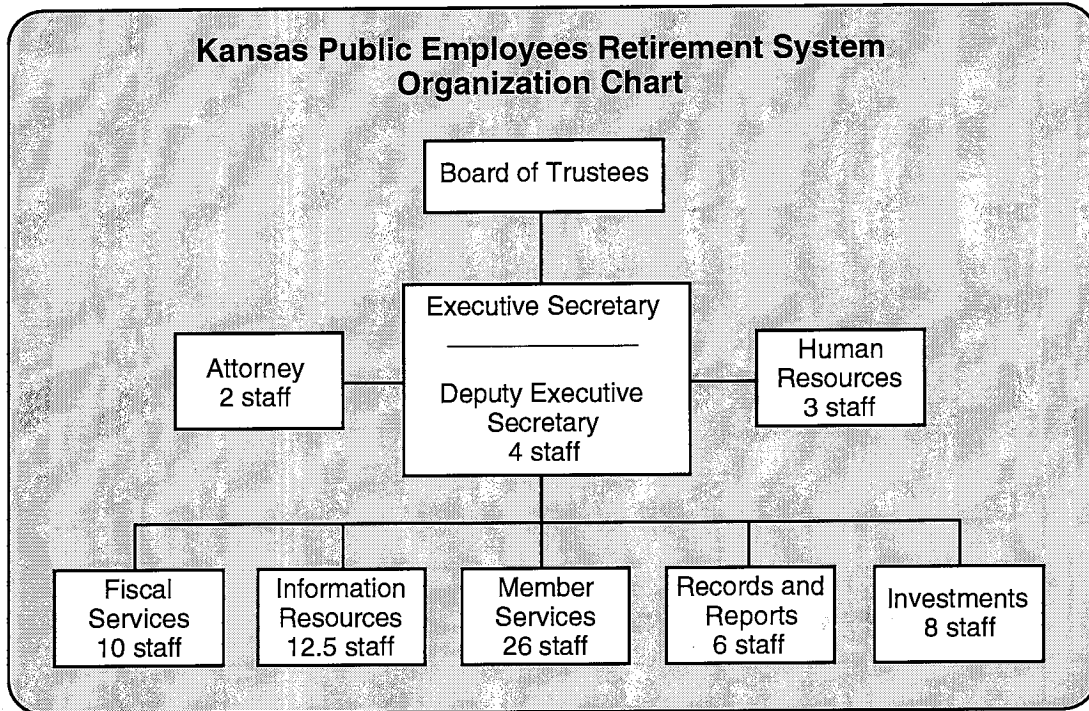 Kansas Public Employees Retirement System
Organization Chart
Board of Trustees
Executive Secretary
Deputy Executive
Secretary
4 staff
Attorney
2 staff
Human
Resources
3 staff
Fiscal
Services
10 staff
Information
Resources
12.5 staff
Member
Services
26 staff
Records and
Reports
6 staff
Investments
8 staff